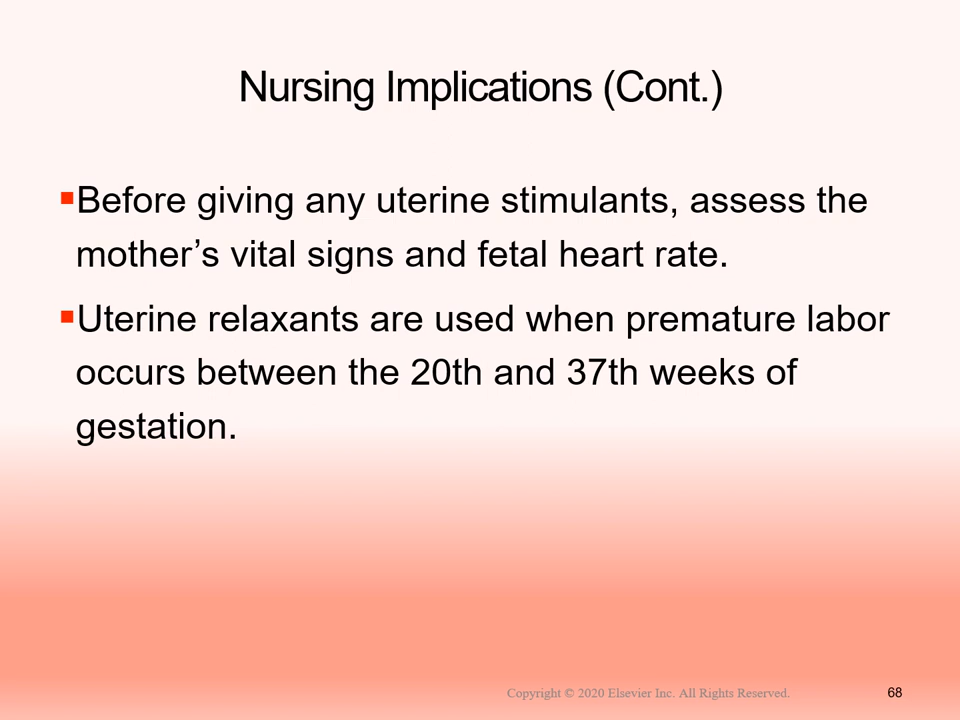 Nursing Implications (Cont.)
▪Before giving any uterine stimulants, assess the
mother’s vital signs and fetal heart rate.
▪Uterine relaxants are used when premature labor
occurs between the 20th and 37th weeks of
gestation.
Copyright © 2020 Elsevier Inc. All Rights Reserved.
68